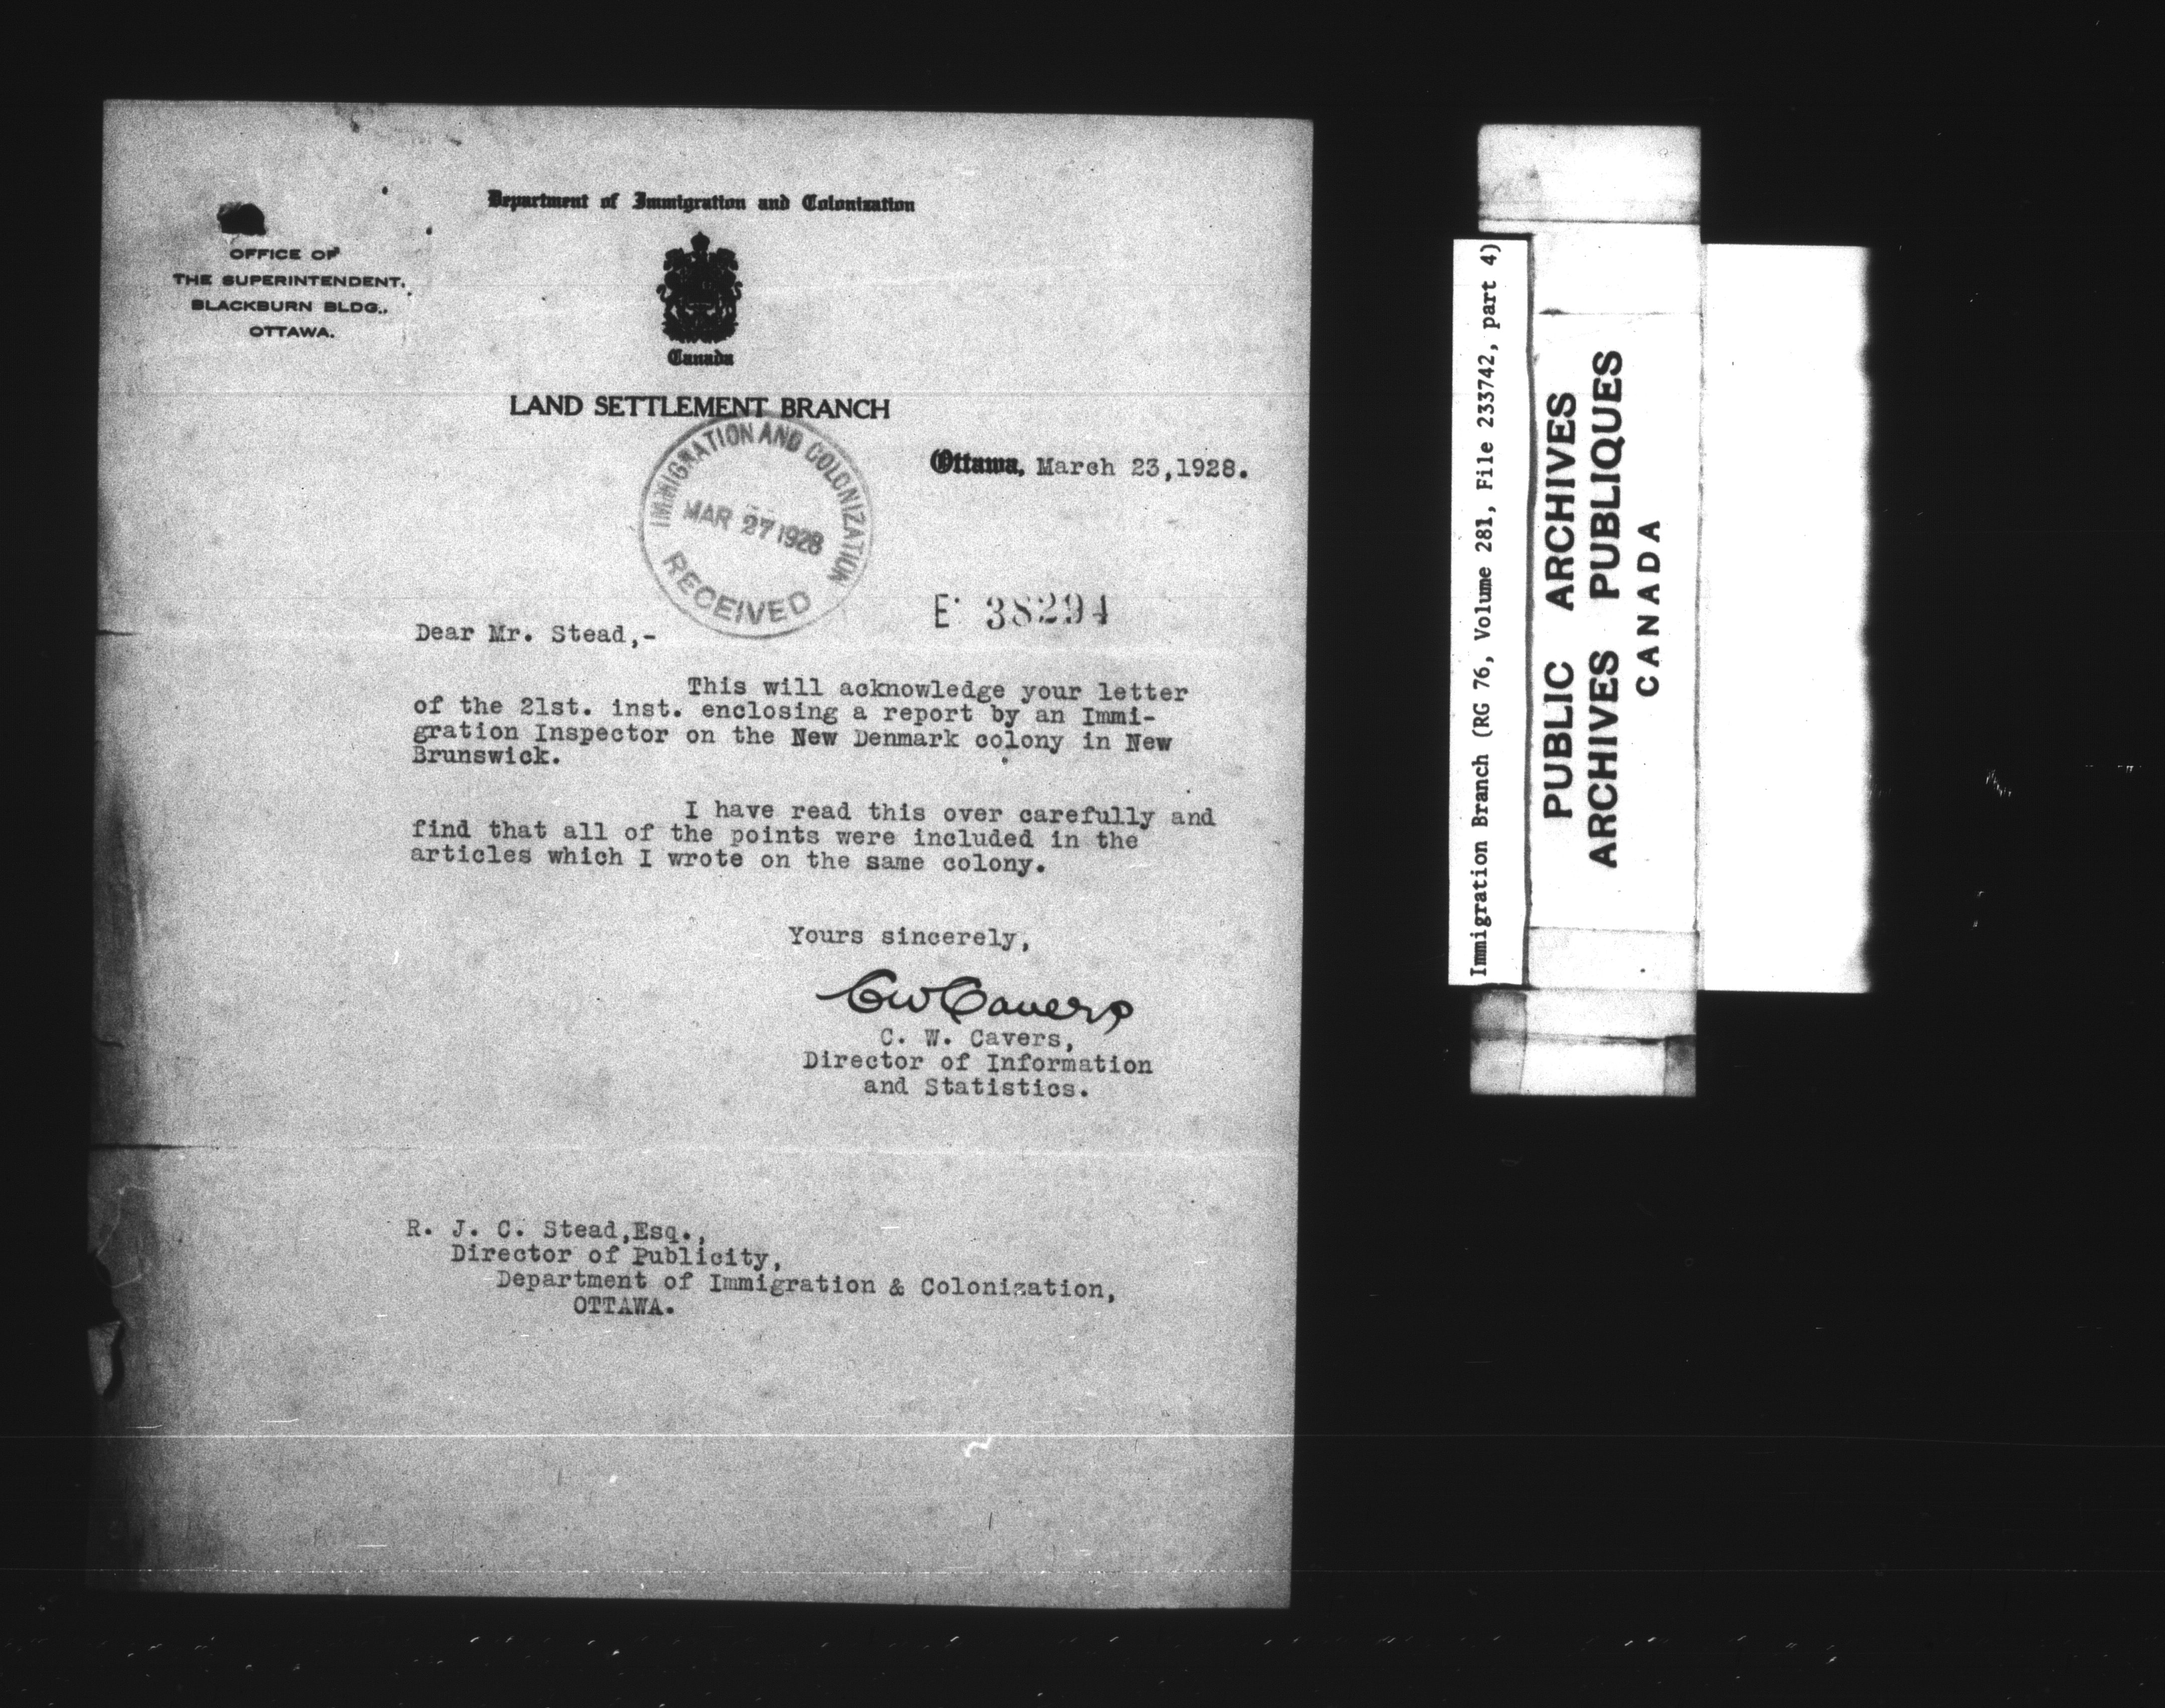 Department of Immigration and Colonization
OFFICE OF
THE SUPERINTENDENT,
BLACKBURN BLDG.,
OTTAWA.
Canada
LAND SETTLEMENT BRANCH
Ottawa, March 23,1928.
IMMIGRATION AND COLONIZATION
MAR 27 1928
RECEIVED
E 38294
Dear Mr. Stead,-
This will acknowledge your letter
of the 21st. inst. enclosing a report by an Immi-
gration Inspector on the New Denmark colony in New
Brunswick.
I have read this over carefully and
find that all of the points were included in the
articles which I wrote on the same colony.
Yours sincerely,
CW Cavers
C. W. Cavers,
Director of Information
and Statistics.
R. J. C. Stead,Esq.,
Director of Publicity,
Department of Immigration & Colonization,
OTTAWA.
Immigration Branch (RG 76, Volume 281, File 233742, part 4)
PUBLIC ARCHIVES
ARCHIVES PUBLIQUES
CANADA